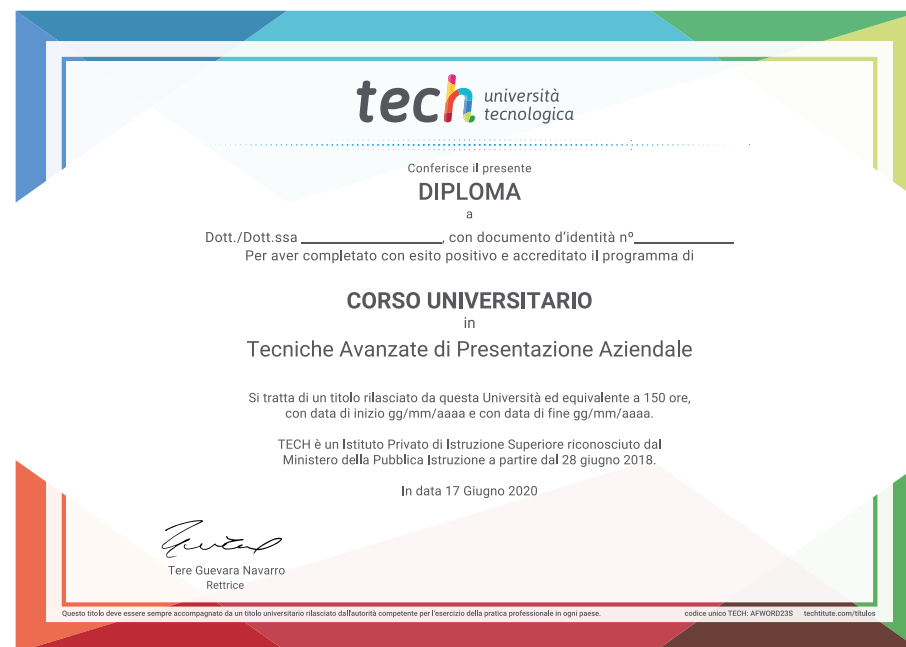 tech università
tecnologica
Conferisce il presente
DIPLOMA
a
Dott./Dott.ssa ________________, con documento d'identità nº____________
Per aver completato con esito positivo e accreditato il programma di
CORSO UNIVERSITARIO
in
Tecniche Avanzate di Presentazione Aziendale
Si tratta di un titolo rilasciato da questa Università ed equivalente a 150 ore,
con data di inizio gg/mm/aaaa e con data di fine gg/mm/aaaa.
TECH è un Istituto Privato di Istruzione Superiore riconosciuto dal
Ministero della Pubblica Istruzione a partire dal 28 giugno 2018.
In data 17 Giugno 2020
Tere Guevara Navarro
Rettrice
Questo titolo deve essere sempre accompagnato da un titolo universitario rilasciato dall'autorità competente per l'esercizio della pratica professionale in ogni paese. codice unico TECH: AFWORD23S techtitute.com/titulos